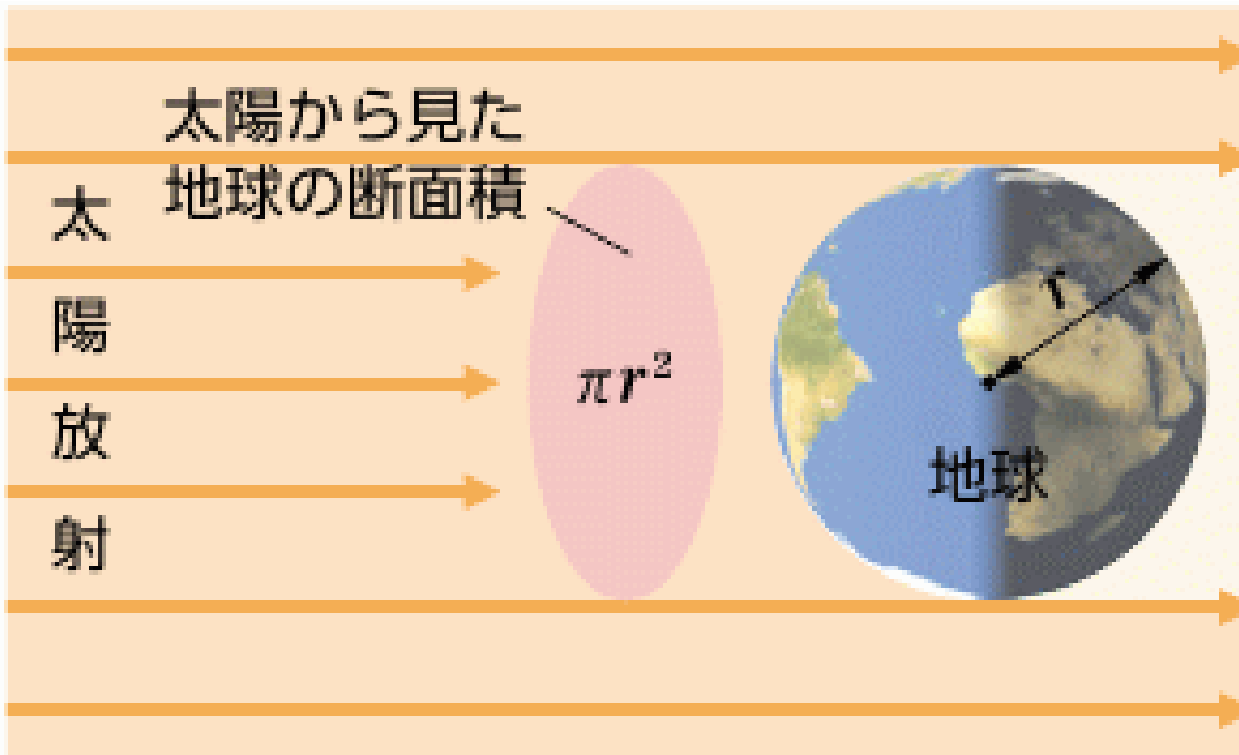 太陽から見た
地球の断面積
太陽放射
πr²
r
地球